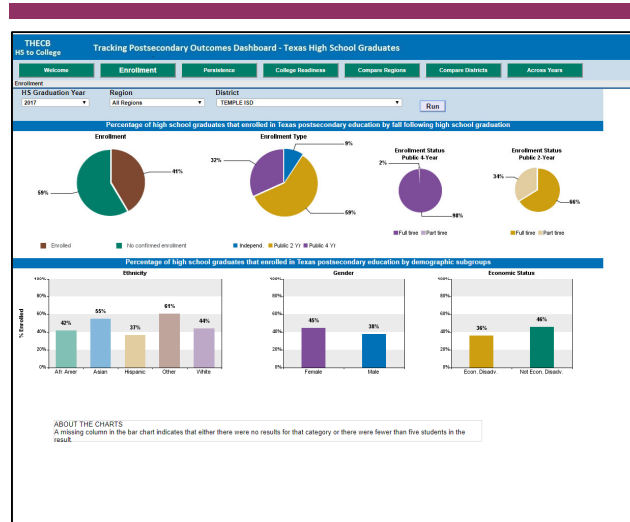 THECB
HS to College
Tracking Postsecondary Outcomes Dashboard - Texas High School Graduates
Welcome Enrollment Persistence College Readiness Compare Regions Compare Districts Across Years
Enrollment
HS Graduation Year Region District
2017 All Regions TEMPLE ISD Run
Percentage of high school graduates that enrolled in Texas postsecondary education by fall following high school graduation
Enrollment
59% 41%
Enrolled No confirmed enrollment
Enrollment Type
9%
32%
59%
Independ. Public 2 Yr Public 4 Yr
Enrollment Status
Public 4-Year
2%
98%
Full time Part time
Enrollment Status
Public 2-Year
34%
66%
Full time Part time
Percentage of high school graduates that enrolled in Texas postsecondary education by demographic subgroups
Ethnicity
% Enrolled
100%
80%
60%
40%
20%
0%
42% 55% 37% 61% 44%
Afr Amer Asian Hispanic Other White
Gender
100%
80%
60%
40%
20%
0%
45% 38%
Female Male
Economic Status
100%
80%
60%
40%
20%
0%
36% 46%
Econ. Disadv. Not Econ. Disadv.
ABOUT THE CHARTS
A missing column in the bar chart indicates that either there were no results for that category or there were fewer than five students in the
result.